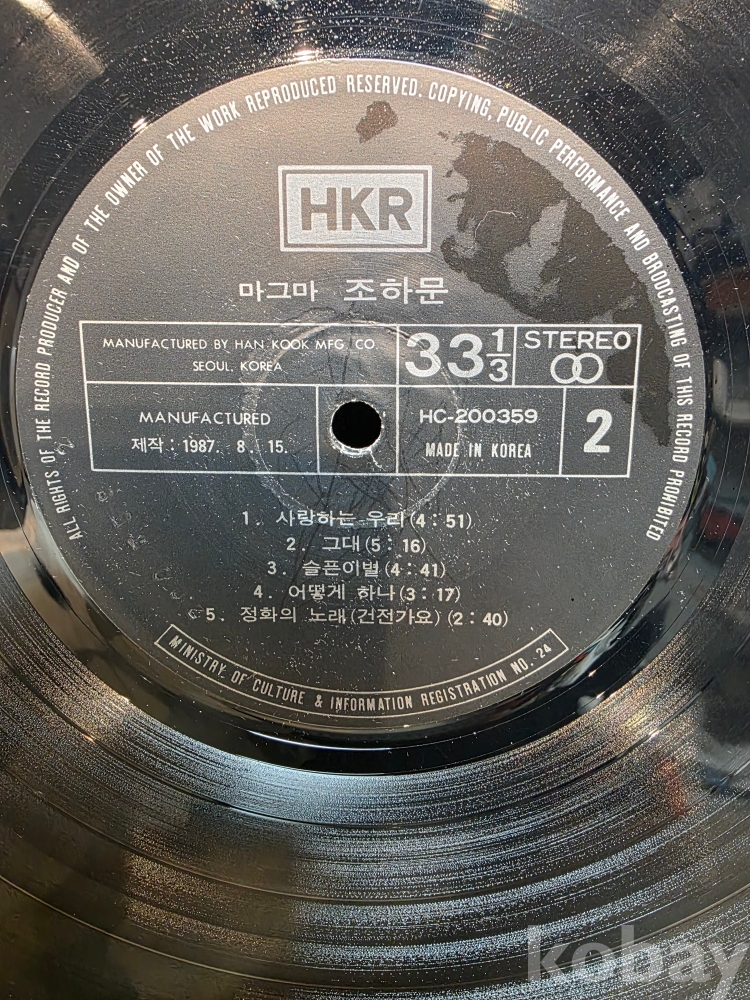 ALL RIGHTS OF THE RECORD PRODUCER AND OF THE OWNER OF THE WORK REPRODUCED RESERVED. COPYING, PUBLIC PERFORMANCE AND BRODCASTING OF THIS RECORD PROHIBITED
HKR
마그마 조하문
MANUFACTURED BY HAN KOOK MFG. CO.
SEOUL, KOREA
33 1/3
STEREO
MANUFACTURED
제작 : 1987. 8. 15.
HC-200359
MADE IN KOREA
2
1. 사랑하는 우리 (4 : 51)
2. 그대 (5 : 16)
3. 슬픈이별 (4 : 41)
4. 어떻게 하나 (3 : 17)
5. 정화의 노래 (건전가요) (2 : 40)
MINISTRY OF CULTURE & INFORMATION REGISTRATION NO. 24
kobay